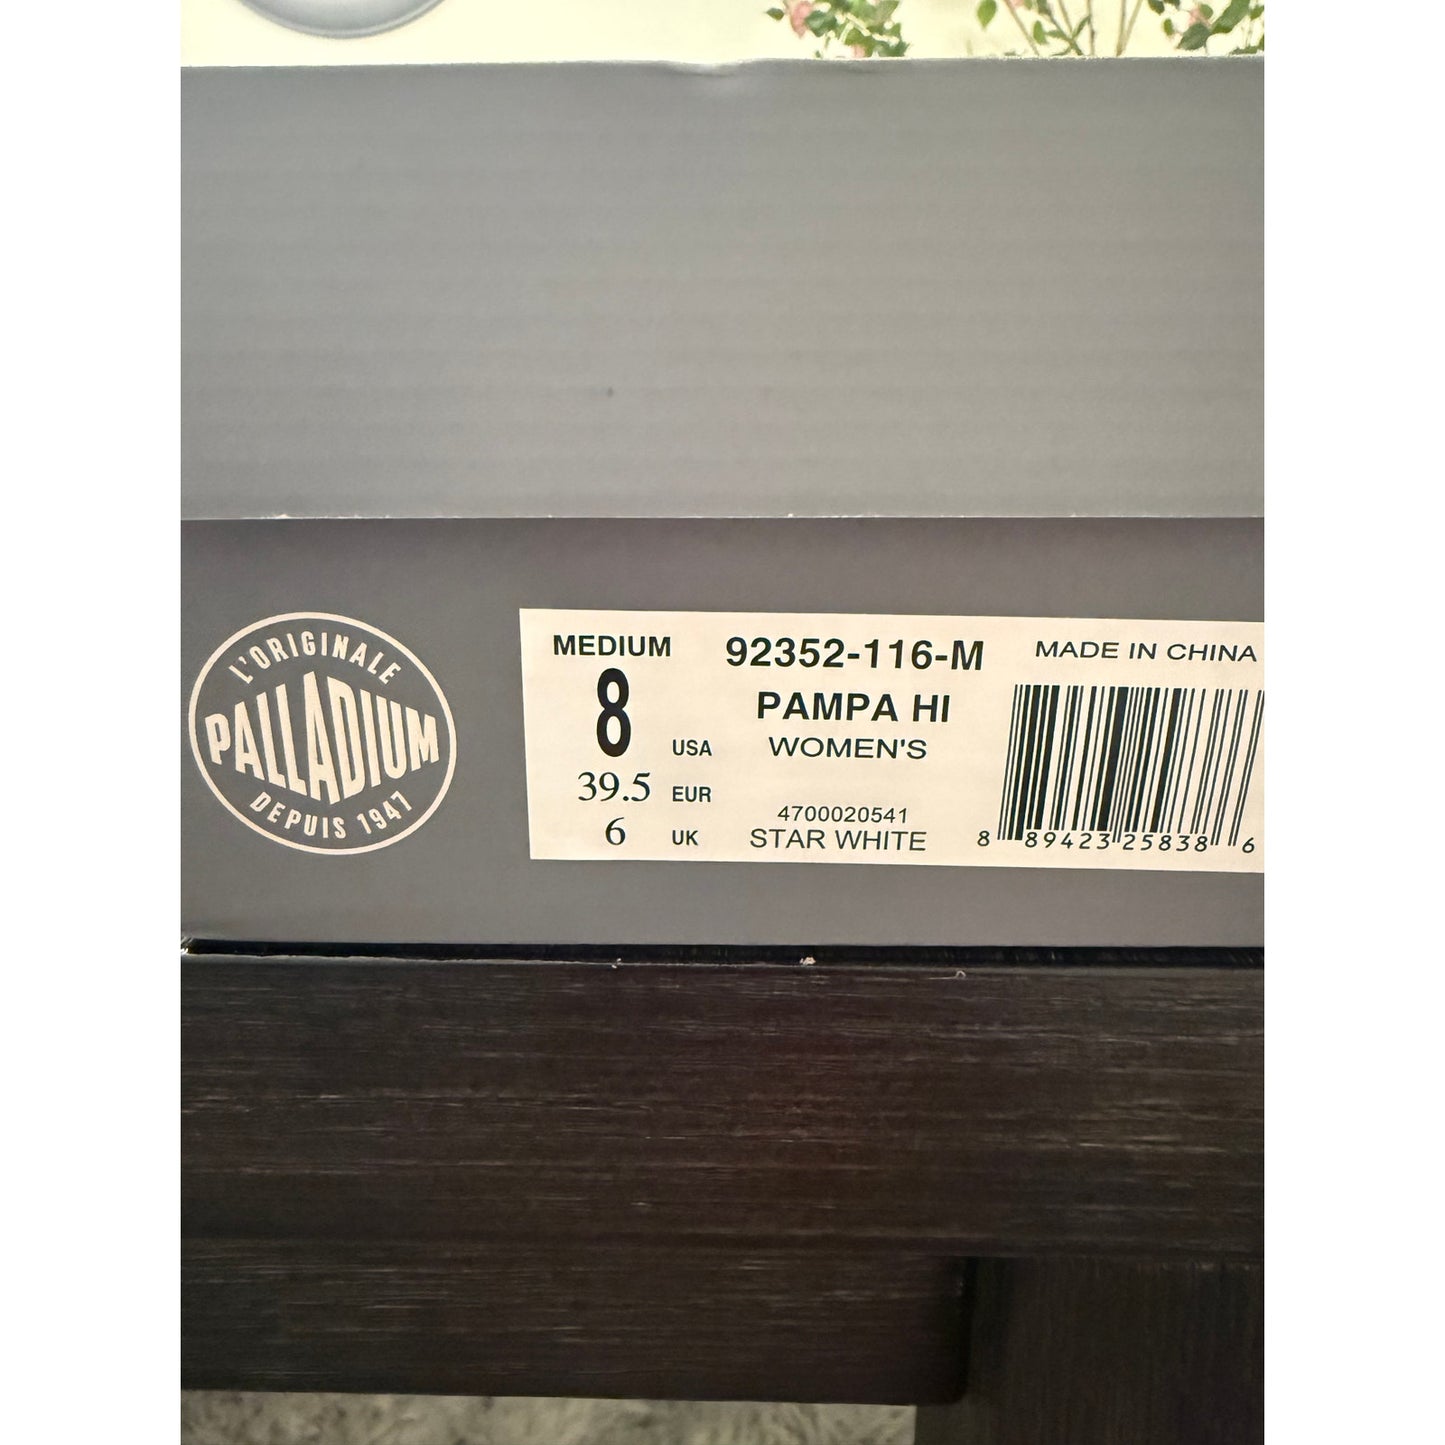 L'ORIGINALE
PALLADIUM
DEPUIS 1947
MEDIUM
8 USA
39.5 EUR
6 UK
92352-116-M
PAMPA HI
WOMEN'S
4700020541
STAR WHITE
MADE IN CHINA
8 89423 25838 6